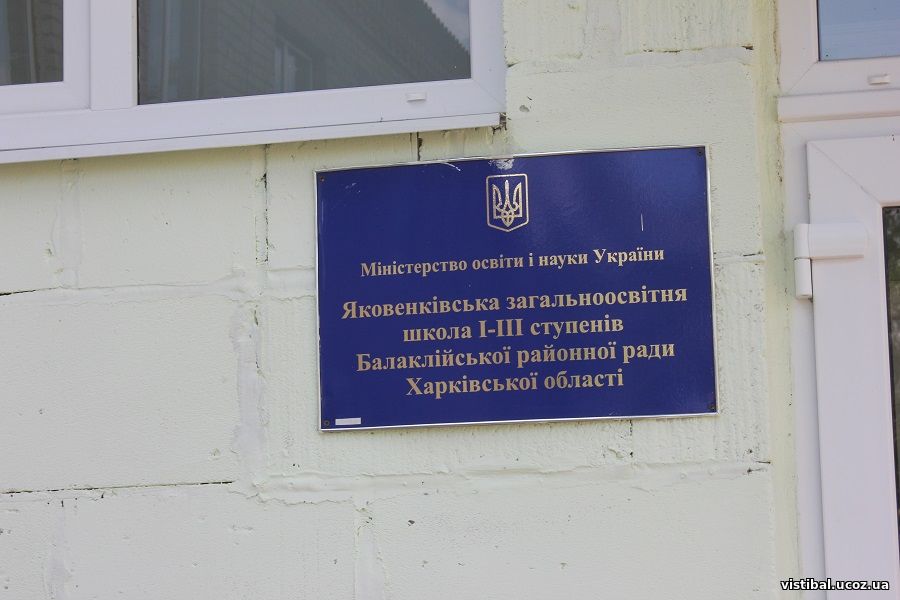 Міністерство освіти і науки України
Яковенківська загальноосвітня
школа І-ІІІ ступенів
Балаклійської районної ради
Харківської області
vistibal.ucoz.ua